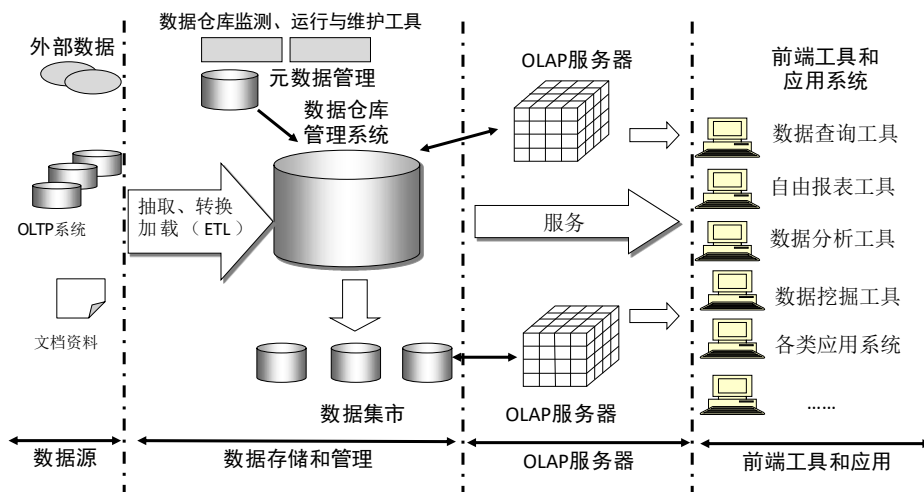 数据仓库监测、运行与维护工具
外部数据
元数据管理
数据仓库
管理系统
OLAP服务器
前端工具和
应用系统
数据查询工具
自由报表工具
OLTP系统
抽取、转换
加载（ETL）
服务
数据分析工具
数据挖掘工具
文档资料
各类应用系统
数据集市
OLAP服务器
……
数据源
数据存储和管理
OLAP服务器
前端工具和应用